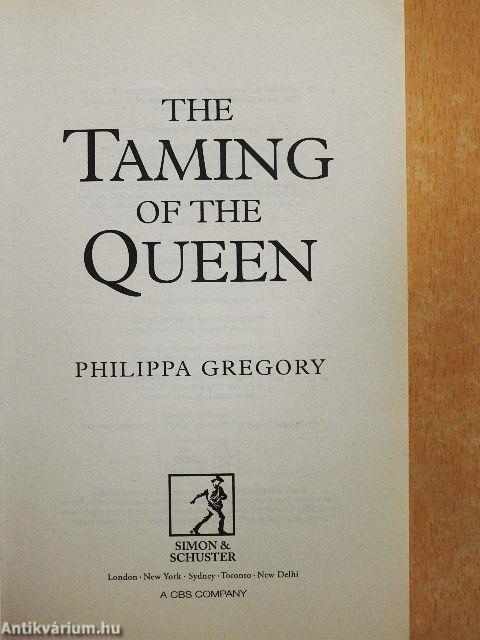 THE
TAMING
OF THE
QUEEN
PHILIPPA GREGORY
SIMON &
SCHUSTER
London · New York · Sydney · Toronto · New Delhi
A CBS COMPANY
Antikvárium.hu